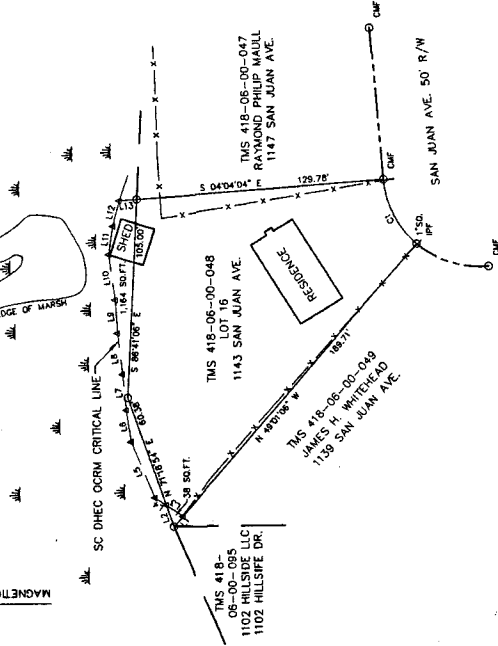 MAGNETIC
EDGE OF MARSH
SC DHEC OCRM CRITICAL LINE
L10
L11
L12
L13
L9
L8
L7
L6
L5
L2
L3
SHED
105.00'
1,164 SQ.FT.
S 86°41'06" E
60.38'
N 71°18'54" E
38 SQ.FT.
TMS 418-06-00-047
RAYMOND PHILIP MAULL
1147 SAN JUAN AVE.
S 04°04'04" E
129.78'
CMF
CMF
SAN JUAN AVE. 50' R/W
C1
1"SQ.
IPF
CMF
RESIDENCE
TMS 418-06-00-048
LOT 16
1143 SAN JUAN AVE.
189.71'
N 49°01'06" W
TMS 418-06-00-049
JAMES H. WHITEHEAD
1139 SAN JUAN AVE.
TMS 418-
06-00-095
1102 HILLSIDE LLC
1102 HILLSIFE DR.